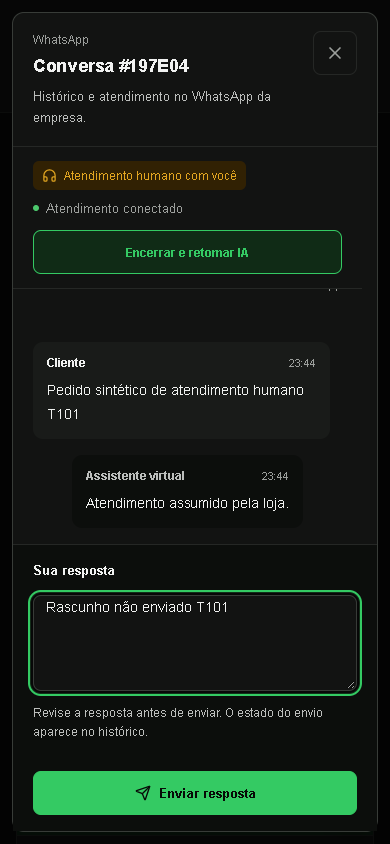 WhatsApp
Conversa #197E04
Histórico e atendimento no WhatsApp da
empresa.
Atendimento humano com você
Atendimento conectado
Encerrar e retomar IA
Cliente 23:44
Pedido sintético de atendimento humano
T101
Assistente virtual 23:44
Atendimento assumido pela loja.
Sua resposta
Rascunho não enviado T101
Revise a resposta antes de enviar. O estado do envio
aparece no histórico.
Enviar resposta